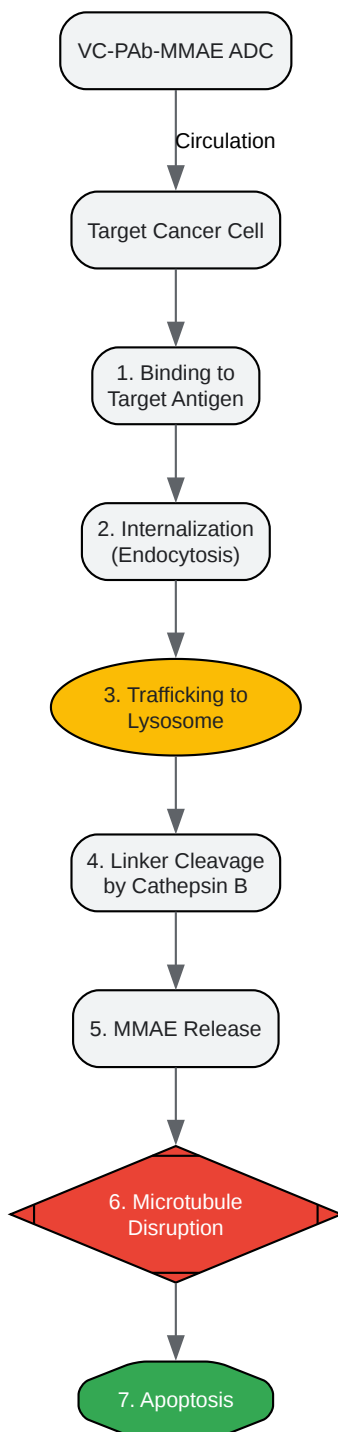 VC-PAb-MMAE ADC
Circulation
Target Cancer Cell
1. Binding to
Target Antigen
2. Internalization
(Endocytosis)
3. Trafficking to
Lysosome
4. Linker Cleavage
by Cathepsin B
5. MMAE Release
6. Microtubule
Disruption
7. Apoptosis